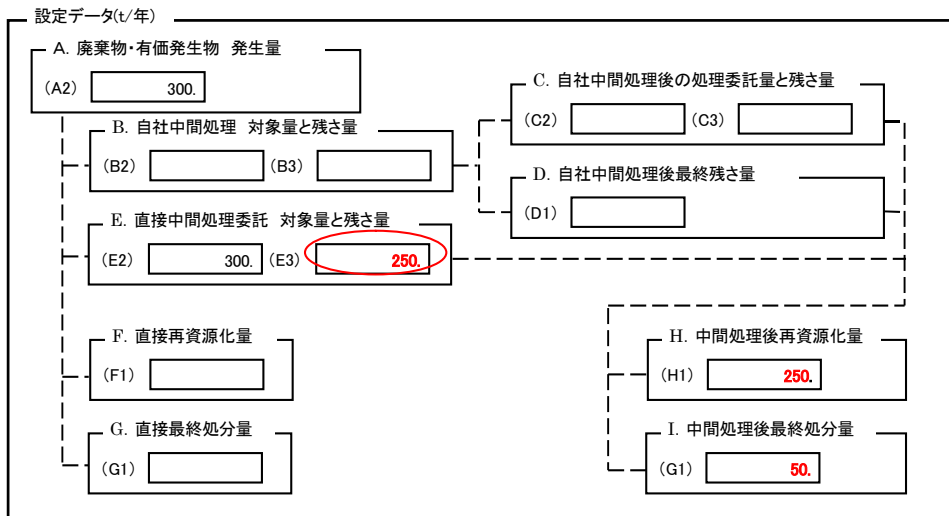 設定データ(t/年)
A. 廃棄物・有価発生物 発生量
(A2) 300.
B. 自社中間処理 対象量と残さ量
(B2) (B3)
C. 自社中間処理後の処理委託量と残さ量
(C2) (C3)
D. 自社中間処理後最終残さ量
(D1)
E. 直接中間処理委託 対象量と残さ量
(E2) 300. (E3) 250.
F. 直接再資源化量
(F1)
G. 直接最終処分量
(G1)
H. 中間処理後再資源化量
(H1) 250.
I. 中間処理後最終処分量
(G1) 50.